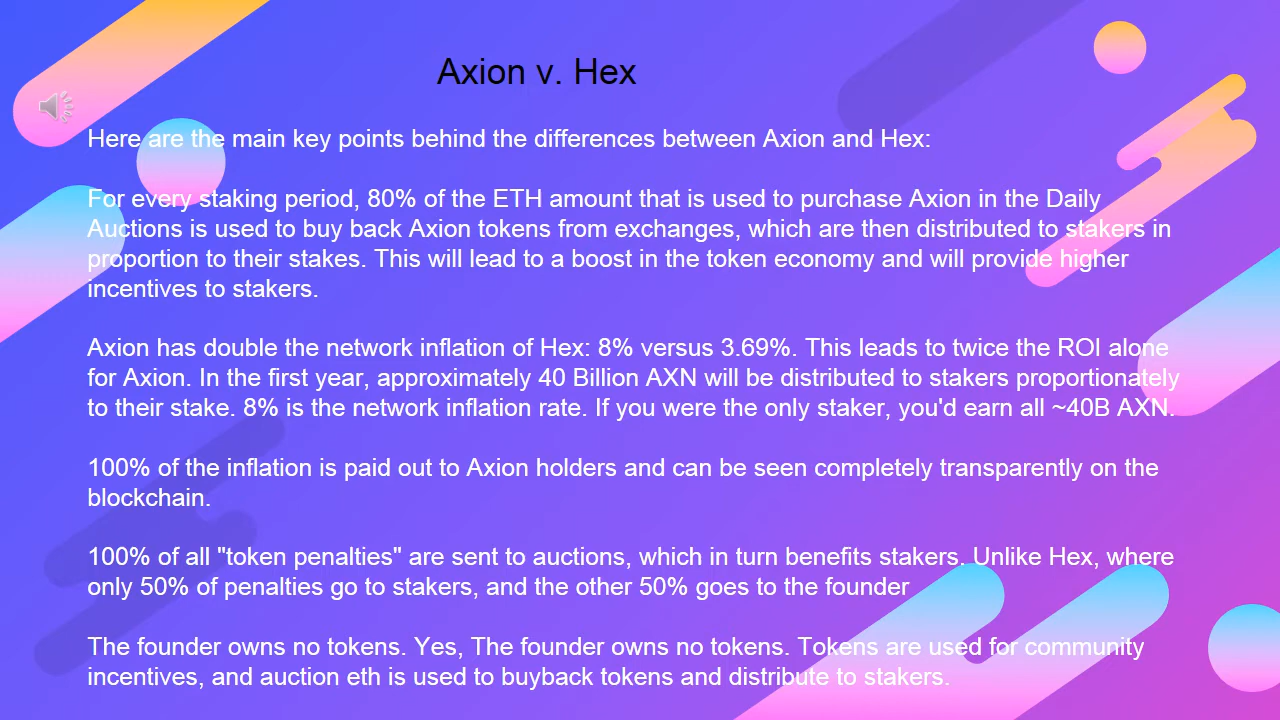 Axion v. Hex
Here are the main key points behind the differences between Axion and Hex:
For every staking period, 80% of the ETH amount that is used to purchase Axion in the Daily
Auctions is used to buy back Axion tokens from exchanges, which are then distributed to stakers in
proportion to their stakes. This will lead to a boost in the token economy and will provide higher
incentives to stakers.
Axion has double the network inflation of Hex: 8% versus 3.69%. This leads to twice the ROI alone
for Axion. In the first year, approximately 40 Billion AXN will be distributed to stakers proportionately
to their stake. 8% is the network inflation rate. If you were the only staker, you'd earn all ~40B AXN.
100% of the inflation is paid out to Axion holders and can be seen completely transparently on the
blockchain.
100% of all "token penalties" are sent to auctions, which in turn benefits stakers. Unlike Hex, where
only 50% of penalties go to stakers, and the other 50% goes to the founder
The founder owns no tokens. Yes, The founder owns no tokens. Tokens are used for community
incentives, and auction eth is used to buyback tokens and distribute to stakers.